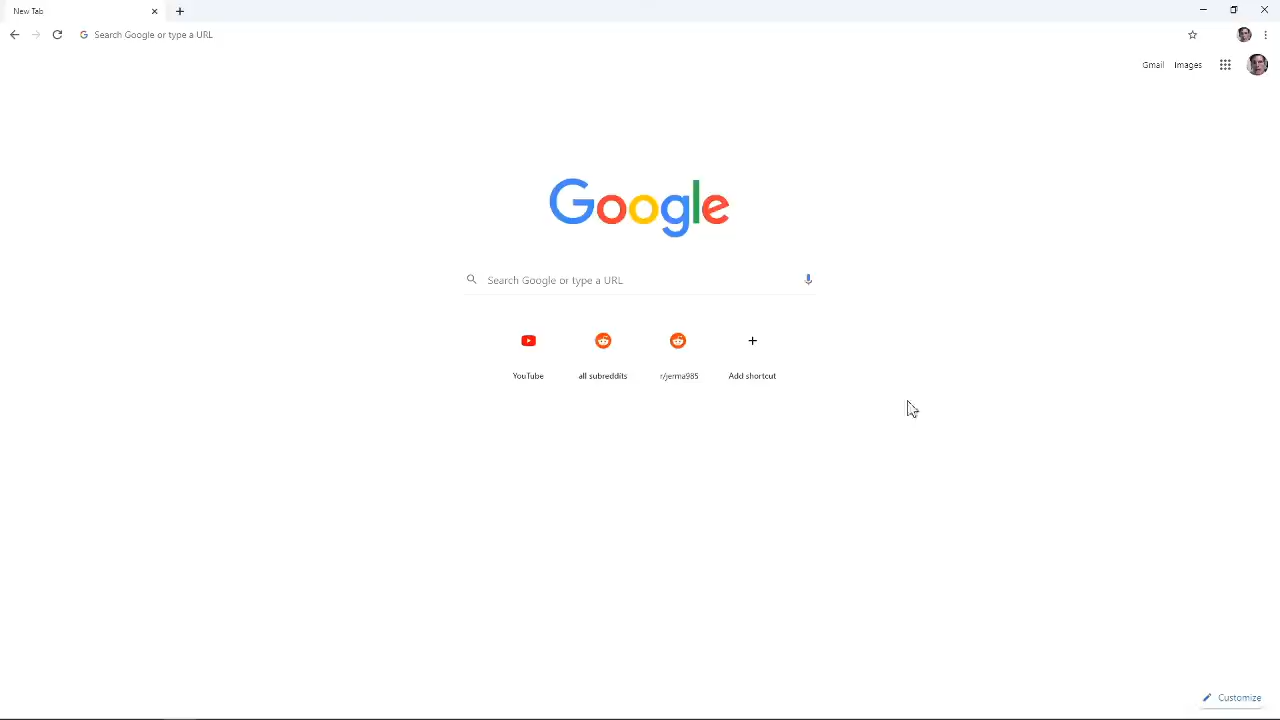 New Tab
Search Google or type a URL
Gmail Images
Google
Search Google or type a URL
YouTube all subreddits r/jerma985 Add shortcut
Customize